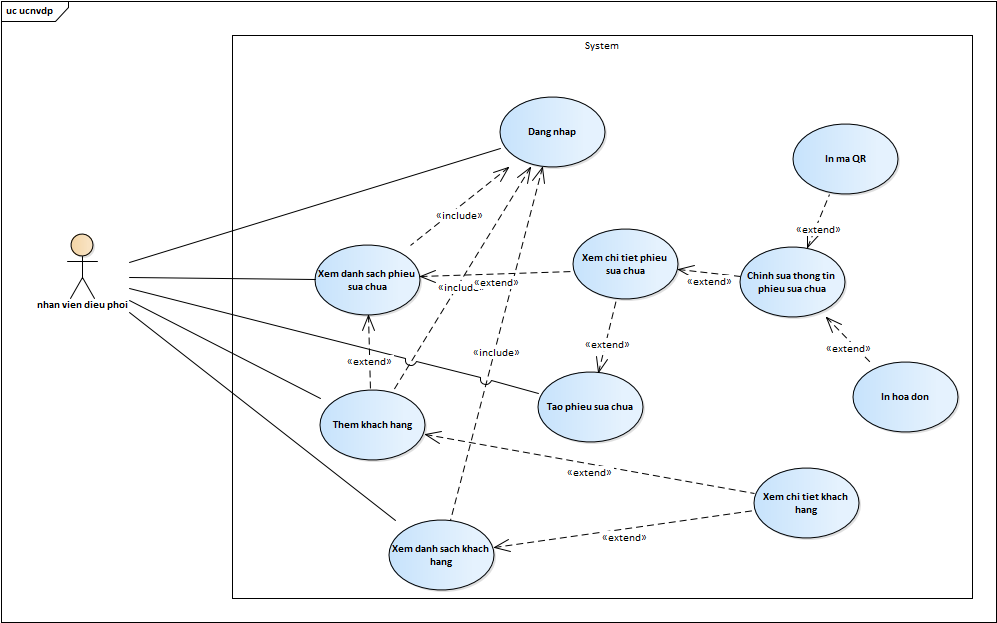 uc ucnvdp
System
Dang nhap
In ma QR
«include»
«extend»
Xem danh sach phieu
sua chua
Xem chi tiet phieu
sua chua
Chinh sua thong tin
phieu sua chua
«include»
«extend»
«extend»
nhan vien dieu phoi
«include»
«extend»
«extend»
«extend»
Them khach hang
Tao phieu sua chua
In hoa don
«extend»
Xem chi tiet khach
hang
«extend»
Xem danh sach khach
hang